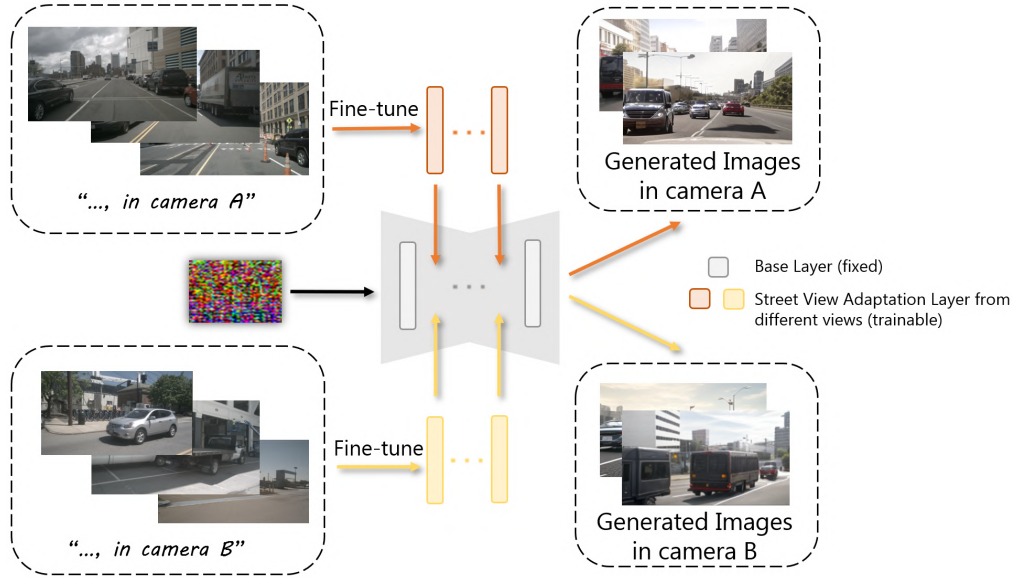 Fine-tune
“..., in camera A”
Generated Images
in camera A
Base Layer (fixed)
Street View Adaptation Layer from
different views (trainable)
Fine-tune
“..., in camera B”
Generated Images
in camera B